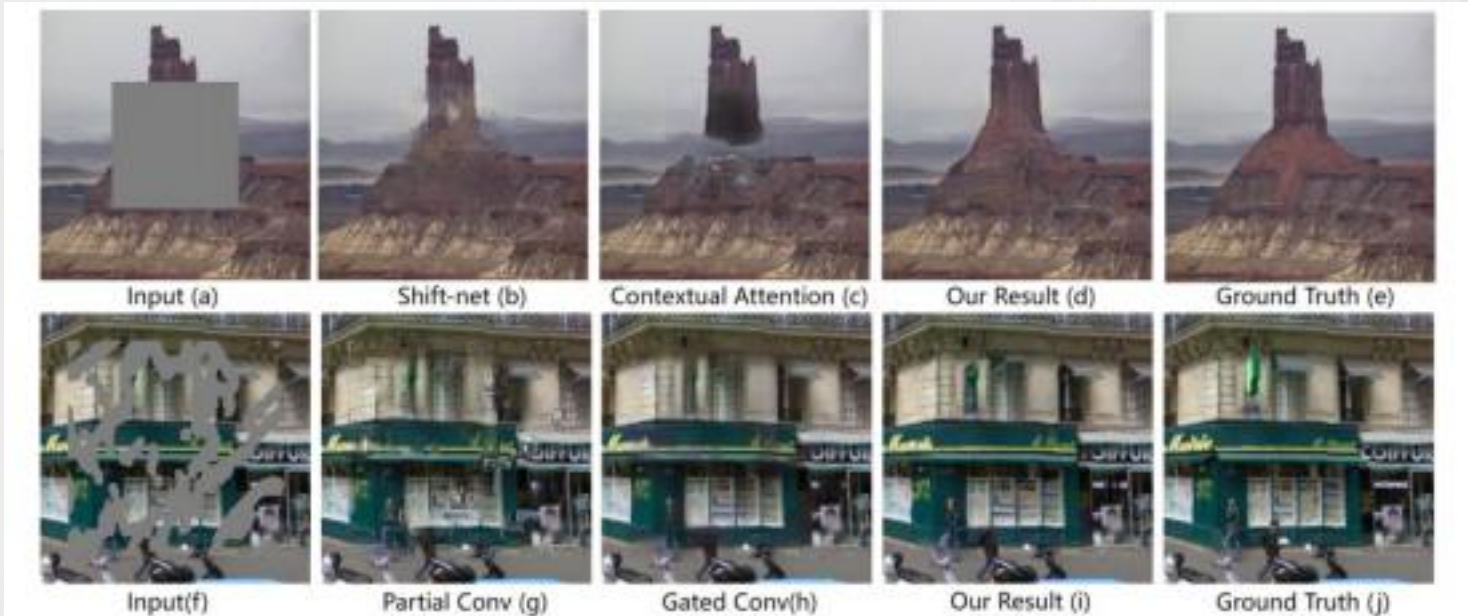 Input (a)
Shift-net (b)
Contextual Attention (c)
Our Result (d)
Ground Truth (e)
Input(f)
Partial Conv (g)
Gated Conv(h)
Our Result (i)
Ground Truth (j)